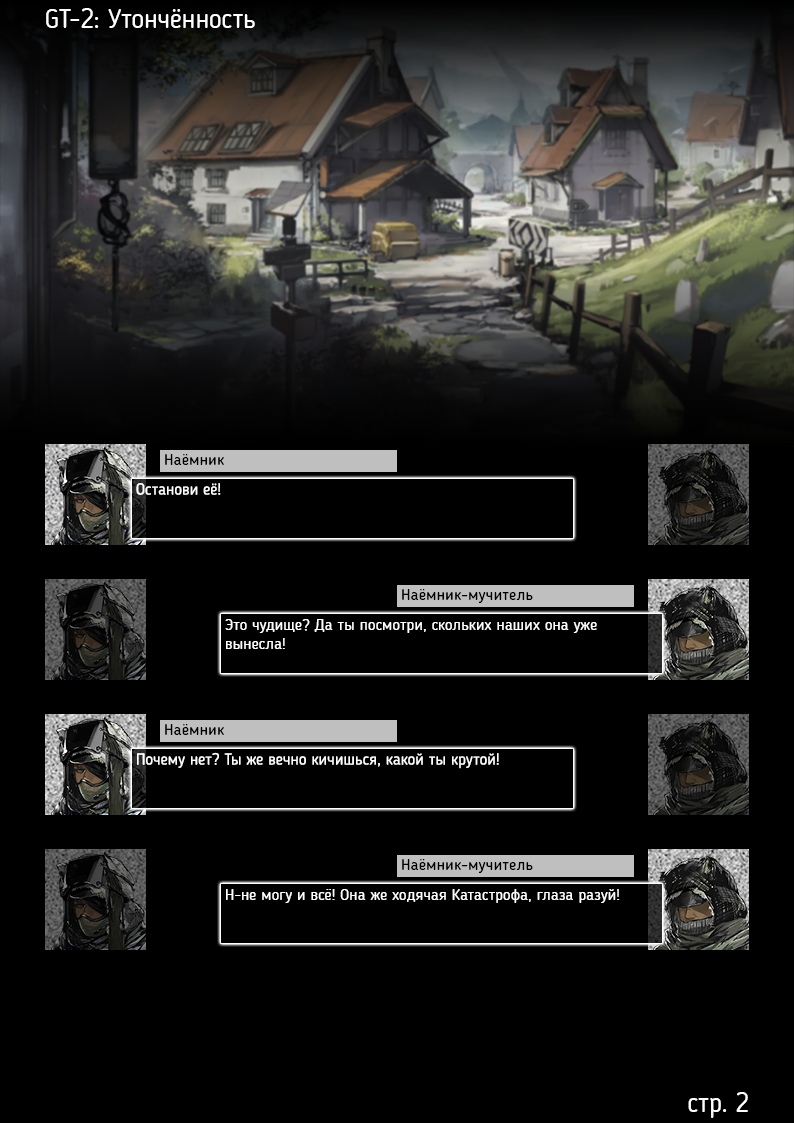 GT-2: Утончённость
Наёмник
Останови её!
Наёмник-мучитель
Это чудище? Да ты посмотри, скольких наших она уже
вынесла!
Наёмник
Почему нет? Ты же вечно кичишься, какой ты крутой!
Наёмник-мучитель
Н-не могу и всё! Она же ходячая Катастрофа, глаза разуй!
стр. 2